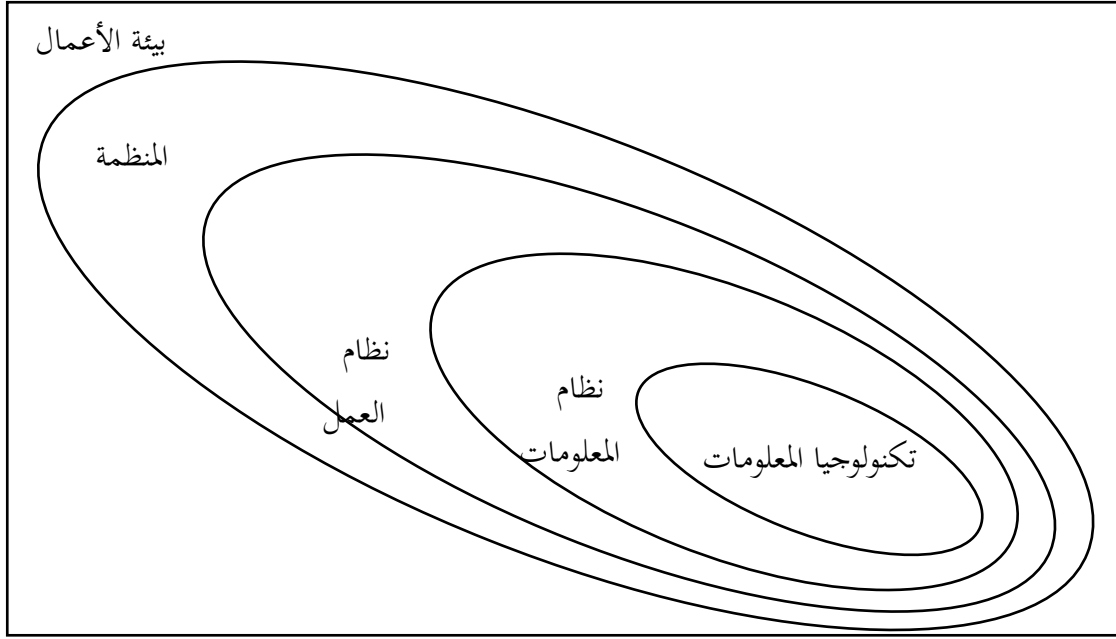 بيئة الأعمال
المنظمة
نظام
العمل
نظام
المعلومات
تكنولوجيا المعلومات